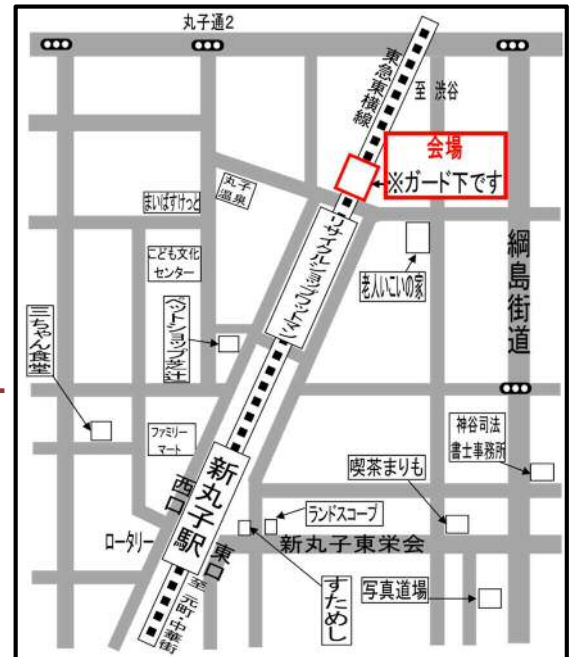 丸子通2
東急東横線
至 渋谷
会場
※ガード下です
丸子
温泉
まいばすけっと
リサイクルショップワットマン
こども文化
センター
老人いこいの家
綱島街道
ペットショップ芝辻
三ちゃん食堂
ファミリー
マート
神谷司法
書士事務所
喫茶まりも
西口
新丸子駅
ランドスコープ
ロータリー
東口
新丸子東栄会
すためし
写真道場
至 元町・中華街